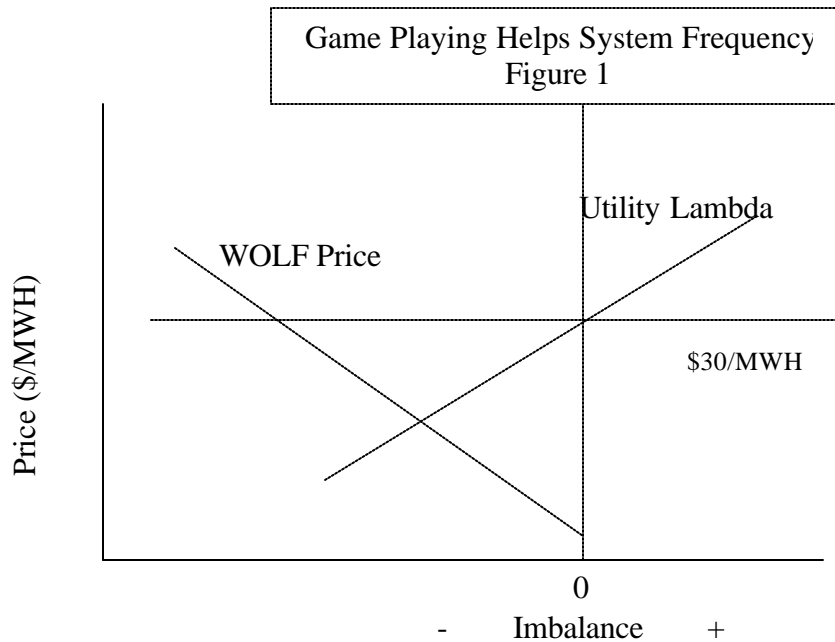 Game Playing Helps System Frequency
Figure 1
Utility Lambda
WOLF Price
$30/MWH
Price ($/MWH)
0
- Imbalance +